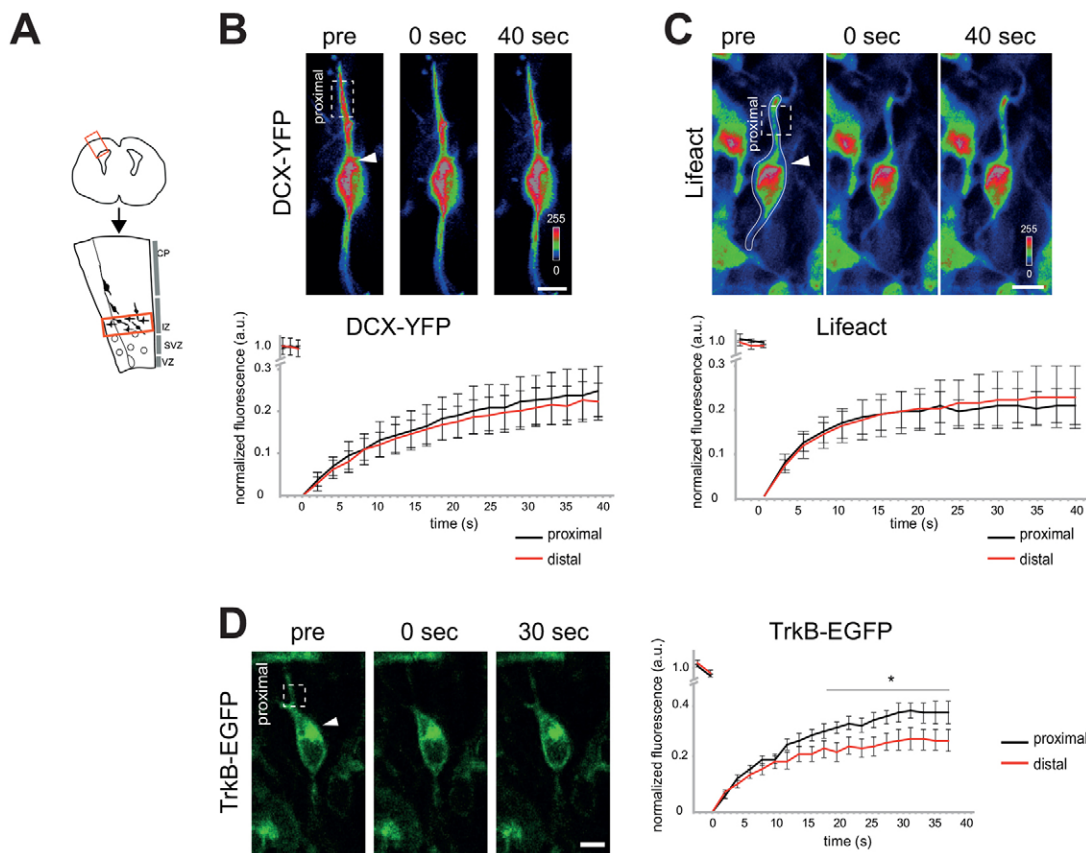 A
CP
IZ
SVZ
VZ
B
pre 0 sec 40 sec
proximal
DCX-YFP
255
0
DCX-YFP
normalized fluorescence (a.u.)
1.0
0.3
0.2
0.1
0
0 5 10 15 20 25 30 35 40
time (s)
proximal
distal
C
pre 0 sec 40 sec
proximal
Lifeact
255
0
Lifeact
normalized fluorescence (a.u.)
1.0
0.3
0.2
0.1
0
0 5 10 15 20 25 30 35 40
time (s)
proximal
distal
D
pre 0 sec 30 sec
proximal
TrkB-EGFP
TrkB-EGFP
normalized fluorescence (a.u.)
1.0
*
0.4
0.2
0
0 5 10 15 20 25 30 35 40
time (s)
proximal
distal